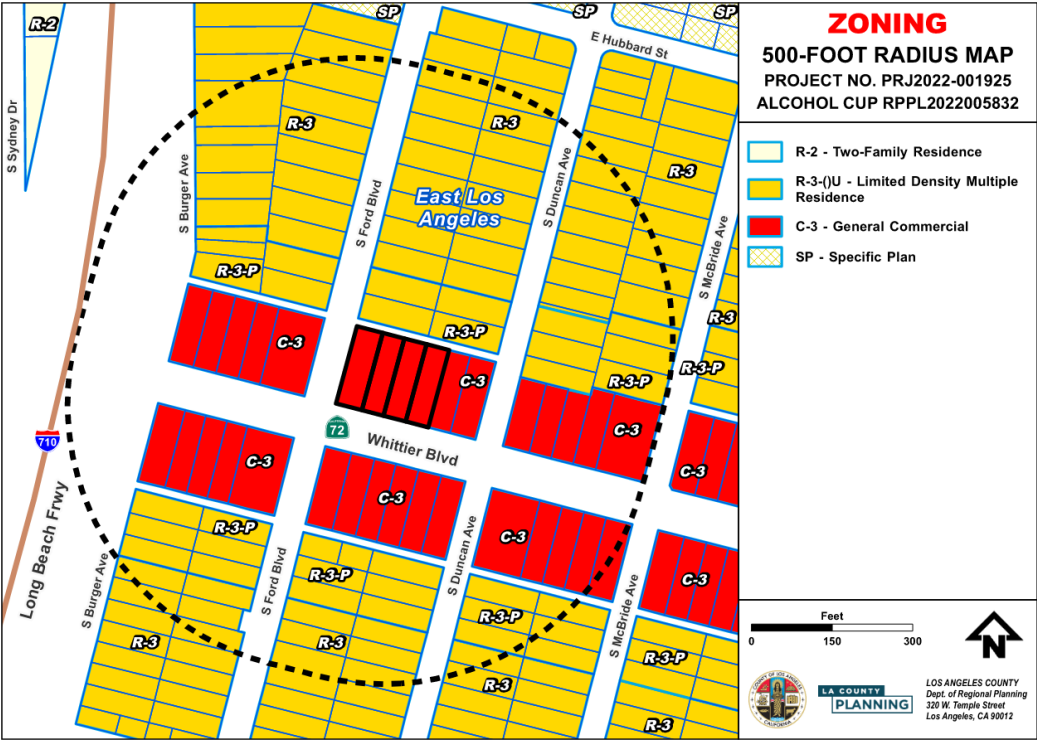 R-2
SP
SP
SP
E Hubbard St
S Sydney Dr
S Burger Ave
R-3
R-3
R-3
S Ford Blvd
East Los
Angeles
S Duncan Ave
S McBride Ave
R-3-P
R-3
C-3
R-3-P
C-3
R-3-P
R-3-P
C-3
C-3
72
Whittier Blvd
710
Long Beach Frwy
C-3
C-3
C-3
C-3
R-3-P
S Burger Ave
S Ford Blvd
R-3-P
S Duncan Ave
R-3-P
S McBride Ave
R-3-P
R-3
R-3
R-3
R-3
ZONING
500-FOOT RADIUS MAP
PROJECT NO. PRJ2022-001925
ALCOHOL CUP RPPL2022005832
R-2 - Two-Family Residence
R-3-()U - Limited Density Multiple
Residence
C-3 - General Commercial
SP - Specific Plan
Feet
0 150 300
N
COUNTY OF LOS ANGELES
CALIFORNIA
LA COUNTY
PLANNING
LOS ANGELES COUNTY
Dept. of Regional Planning
320 W. Temple Street
Los Angeles, CA 90012